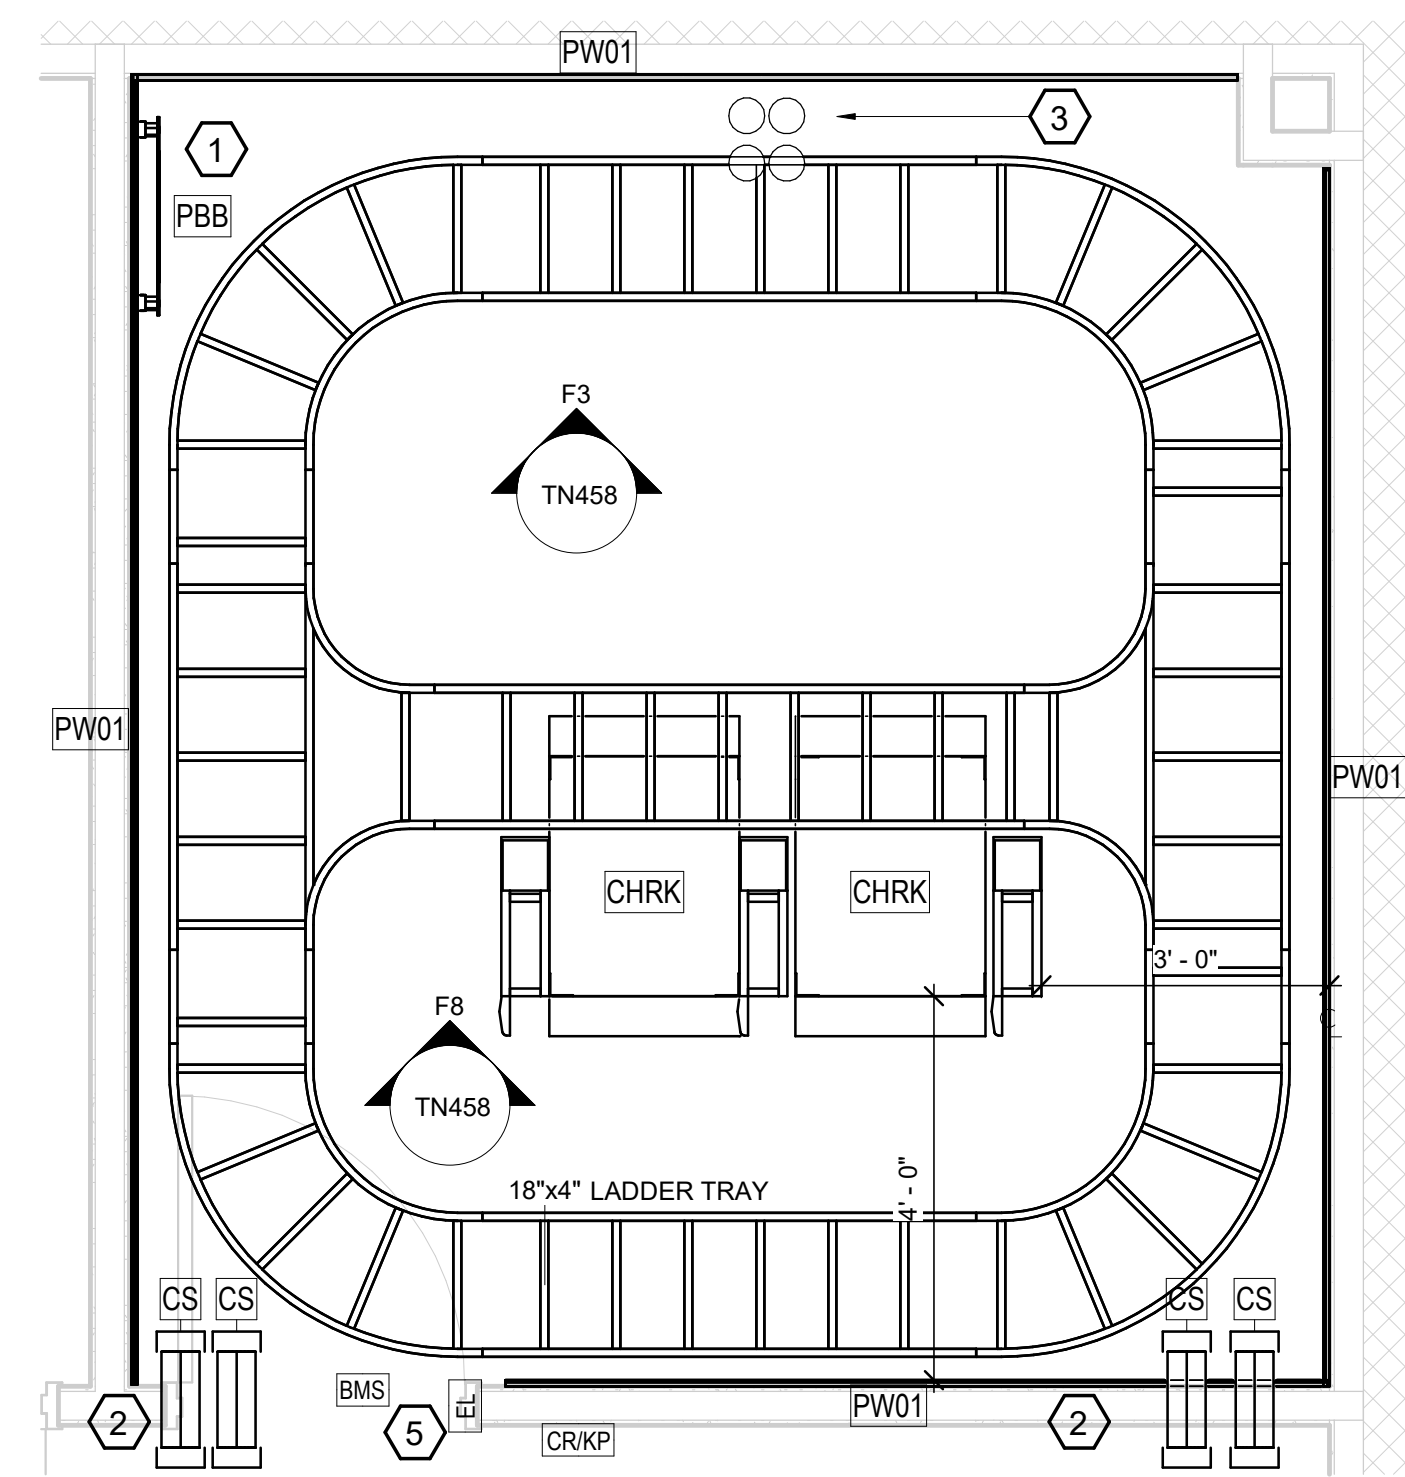 PW01
3
1
PBB
F3
TN458
PW01
PW01
CHRK
CHRK
3' - 0"
F8
TN458
4' - 0"
18"x4" LADDER TRAY
CS
CS
CS
CS
BMS
EL
PW01
2
5
CR/KP
2